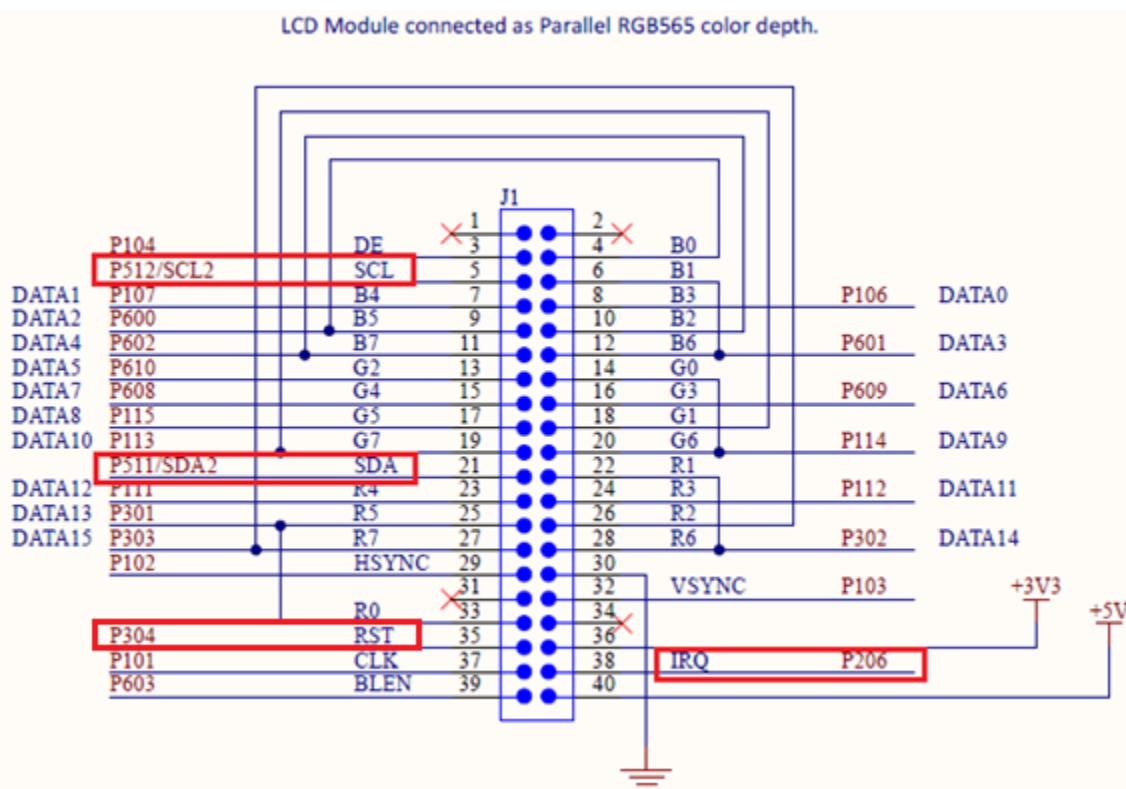 LCD Module connected as Parallel RGB565 color depth.
J1
1 2
P104 DE 3 4 B0
P512/SCL2 SCL 5 6 B1
DATA1 P107 B4 7 8 B3 P106 DATA0
DATA2 P600 B5 9 10 B2
DATA4 P602 B7 11 12 B6 P601 DATA3
DATA5 P610 G2 13 14 G0
DATA7 P608 G4 15 16 G3 P609 DATA6
DATA8 P115 G5 17 18 G1
DATA10 P113 G7 19 20 G6 P114 DATA9
P511/SDA2 SDA 21 22 R1
DATA12 P111 R4 23 24 R3 P112 DATA11
DATA13 P301 R5 25 26 R2
DATA15 P303 R7 27 28 R6 P302 DATA14
P102 HSYNC 29 30
31 32 VSYNC P103 +3V3
R0 33 34 +5V
P304 RST 35 36
P101 CLK 37 38 IRQ P206
P603 BLEN 39 40